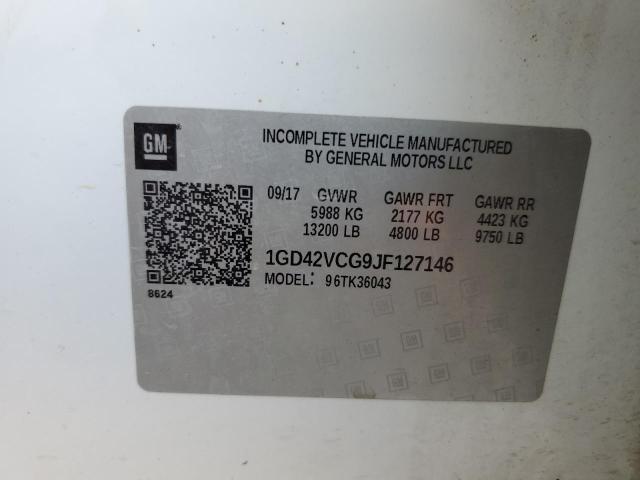 GM
INCOMPLETE VEHICLE MANUFACTURED
BY GENERAL MOTORS LLC
09/17 GVWR GAWR FRT GAWR RR
5988 KG 2177 KG 4423 KG
13200 LB 4800 LB 9750 LB
1GD42VCG9JF127146
MODEL: 96TK36043
8624